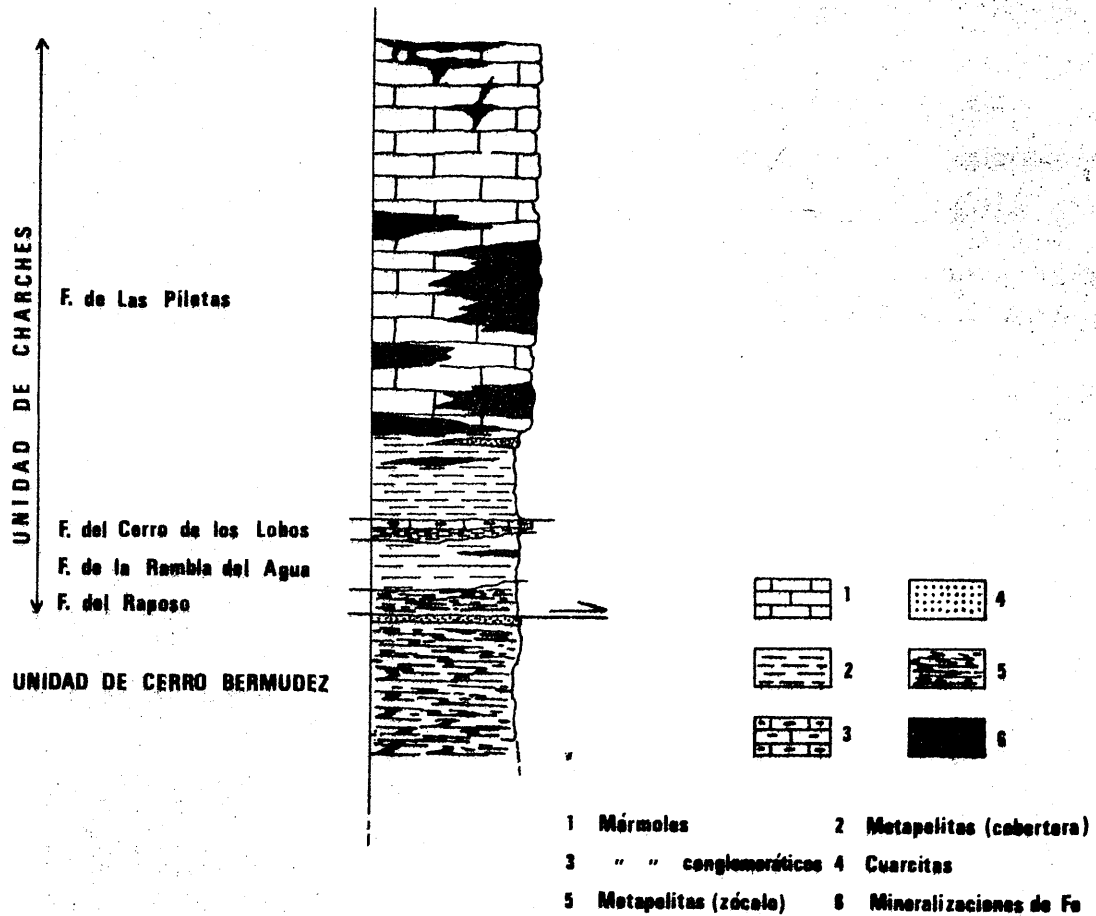 UNIDAD DE CHARCHES
F. de Las Piletas
F. del Cerro de los Lobos
F. de la Rambla del Agua
F. del Raposo
UNIDAD DE CERRO BERMUDEZ
1 4
2 5
3 6
1 Mármoles 2 Metapelitas (cobertera)
3 " " conglomeráticos 4 Cuarcitas
5 Metapelitas (zócalo) 6 Mineralizaciones de Fe